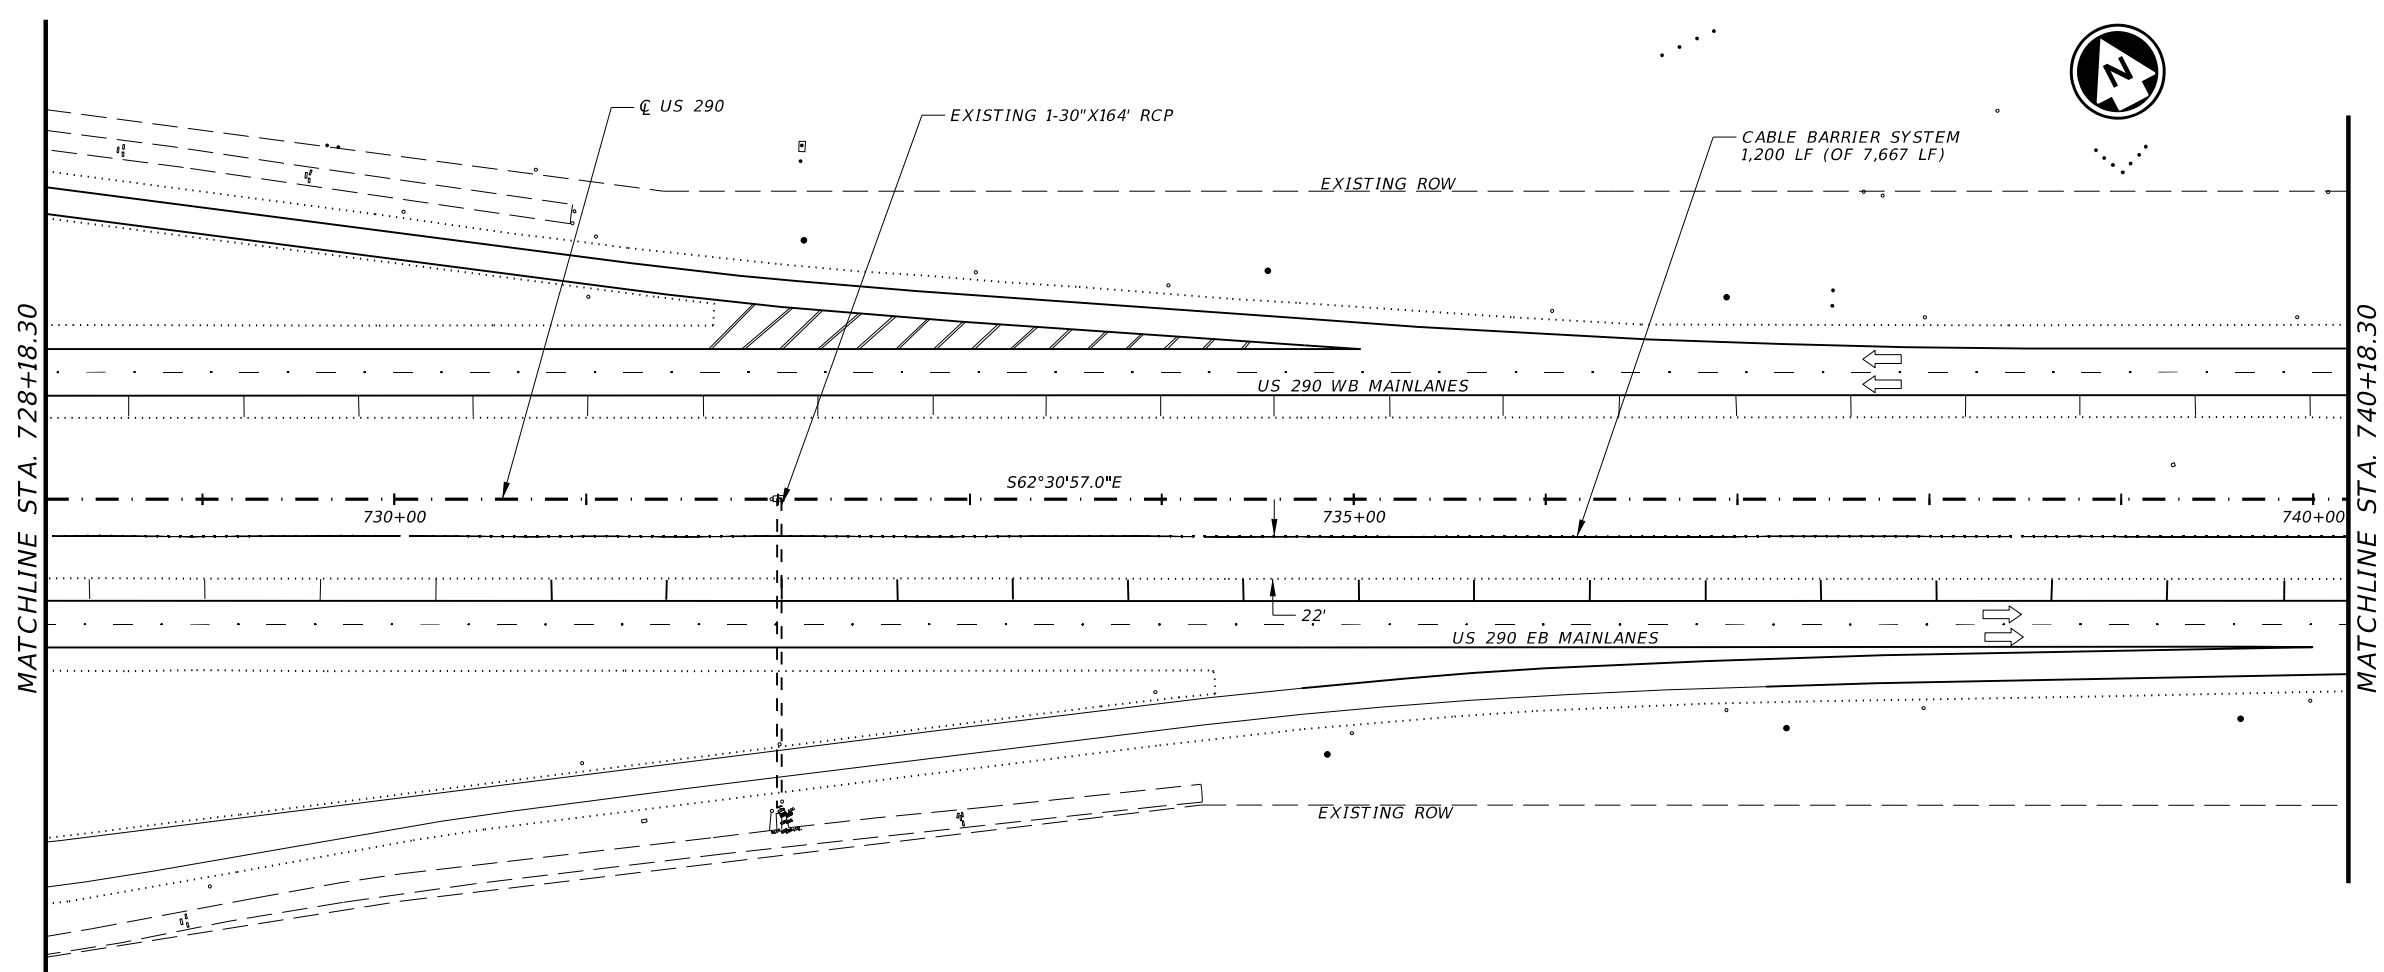 N
℄ US 290
EXISTING 1-30"X164' RCP
CABLE BARRIER SYSTEM
1,200 LF (OF 7,667 LF)
EXISTING ROW
MATCHLINE STA. 728+18.30
MATCHLINE STA. 740+18.30
US 290 WB MAINLANES
S62°30'57.0"E
730+00
735+00
740+00
22'
US 290 EB MAINLANES
EXISTING ROW